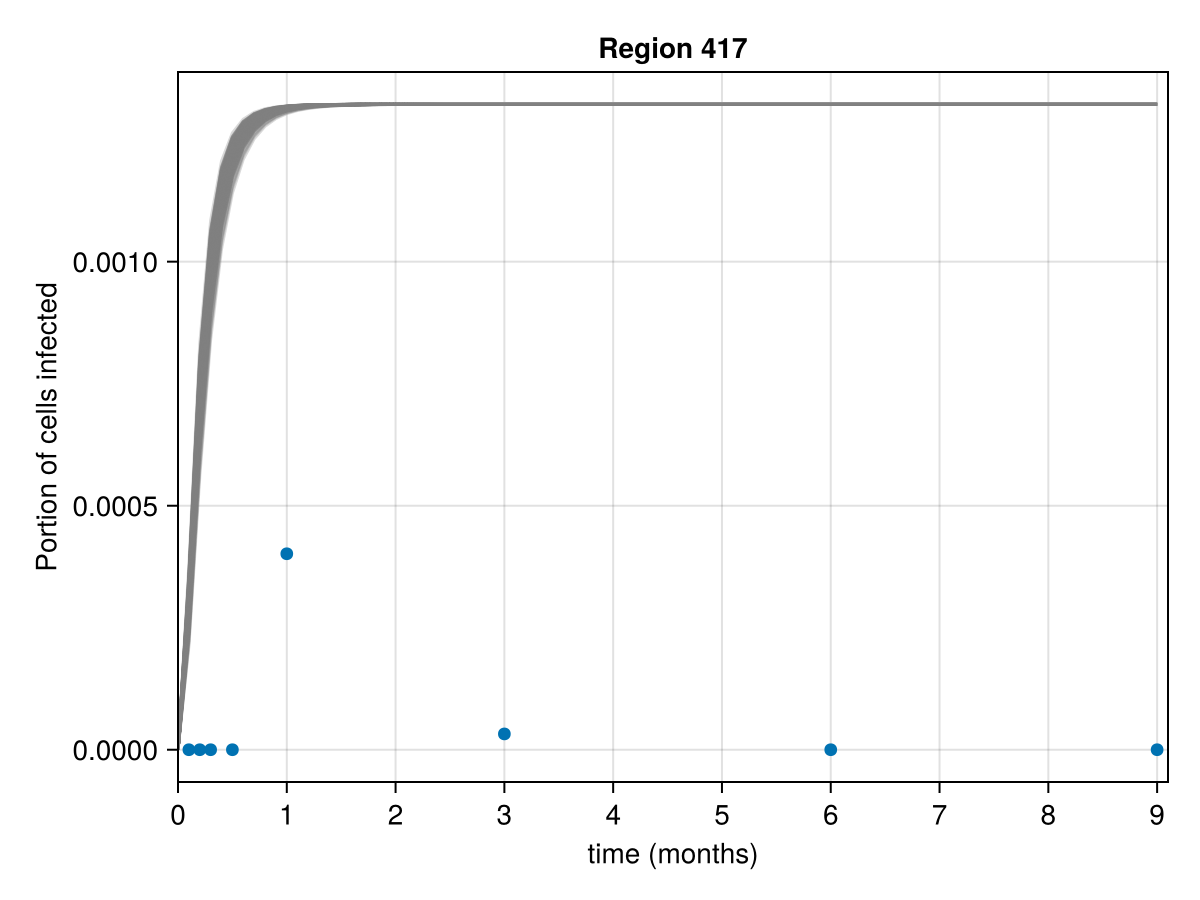 Region 417
Portion of cells infected
0.0010
0.0005
0.0000
0 1 2 3 4 5 6 7 8 9
time (months)